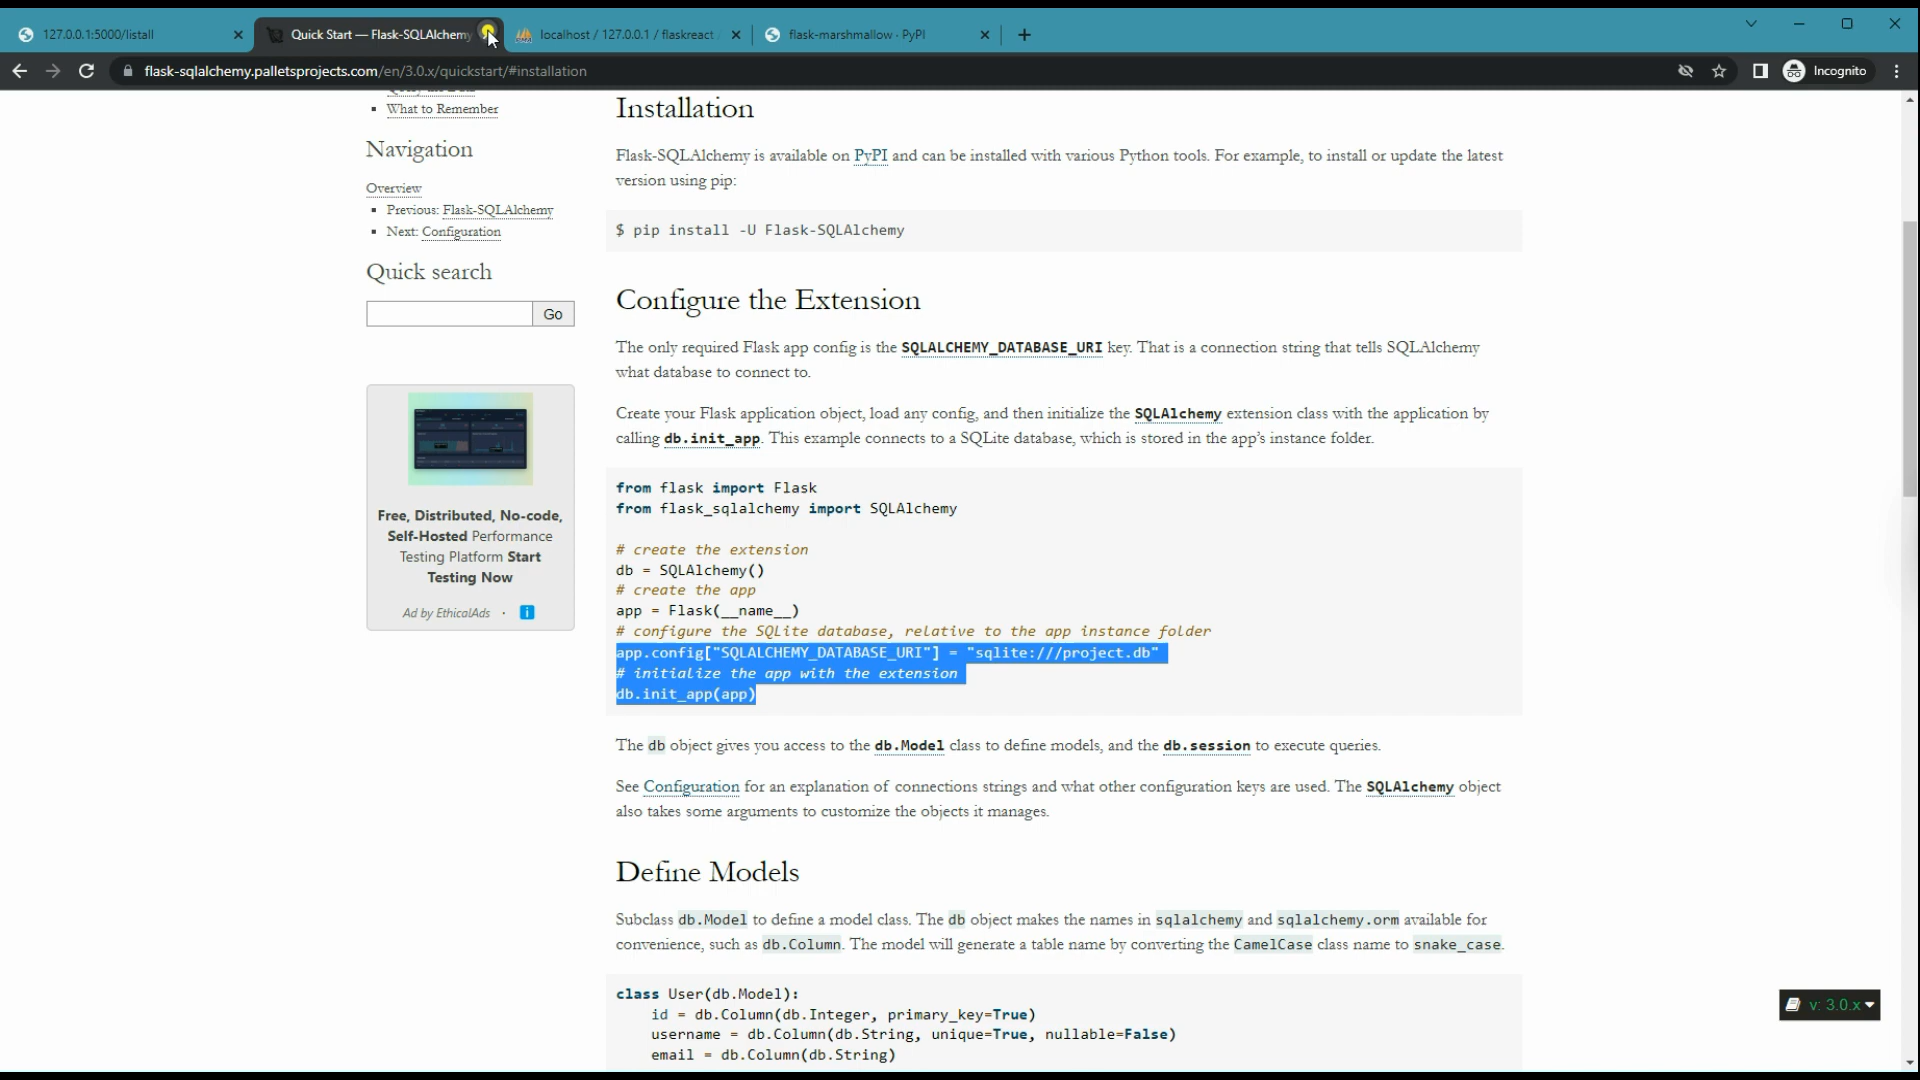 127.0.0.1:5000/listall
Quick Start — Flask-SQLAlchemy
localhost / 127.0.0.1 / flaskreact
flask-marshmallow · PyPI
flask-sqlalchemy.palletsprojects.com/en/3.0.x/quickstart/#installation
Incognito
What to Remember
Navigation
Overview
Previous: Flask-SQLAlchemy
Next: Configuration
Quick search
Go
Free, Distributed, No-code,
Self-Hosted Performance
Testing Platform Start
Testing Now
Ad by EthicalAds ·
Installation
Flask-SQLAlchemy is available on PyPI and can be installed with various Python tools. For example, to install or update the latest
version using pip:
$ pip install -U Flask-SQLAlchemy
Configure the Extension
The only required Flask app config is the SQLALCHEMY_DATABASE_URI key. That is a connection string that tells SQLAlchemy
what database to connect to.
Create your Flask application object, load any config, and then initialize the SQLAlchemy extension class with the application by
calling db.init_app. This example connects to a SQLite database, which is stored in the app's instance folder.
from flask import Flask
from flask_sqlalchemy import SQLAlchemy
# create the extension
db = SQLAlchemy()
# create the app
app = Flask(__name__)
# configure the SQLite database, relative to the app instance folder
app.config["SQLALCHEMY_DATABASE_URI"] = "sqlite:///project.db"
# initialize the app with the extension
db.init_app(app)
The db object gives you access to the db.Model class to define models, and the db.session to execute queries.
See Configuration for an explanation of connections strings and what other configuration keys are used. The SQLAlchemy object
also takes some arguments to customize the objects it manages.
Define Models
Subclass db.Model to define a model class. The db object makes the names in sqlalchemy and sqlalchemy.orm available for
convenience, such as db.Column. The model will generate a table name by converting the CamelCase class name to snake_case.
class User(db.Model):
id = db.Column(db.Integer, primary_key=True)
username = db.Column(db.String, unique=True, nullable=False)
email = db.Column(db.String)
v: 3.0.x